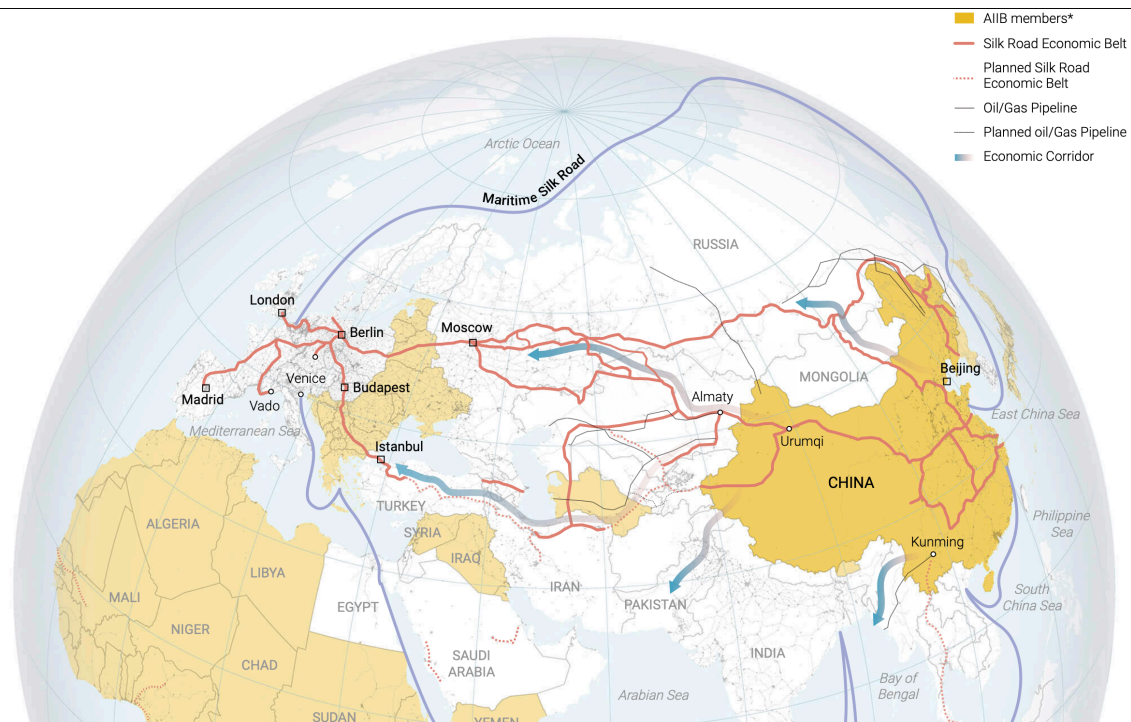 AIIB members*
Silk Road Economic Belt
Planned Silk Road
Economic Belt
Oil/Gas Pipeline
Planned oil/Gas Pipeline
Economic Corridor
Arctic Ocean
Maritime Silk Road
RUSSIA
London
Berlin
Moscow
Venice
Budapest
Madrid
Vado
MONGOLIA
Beijing
Almaty
East China Sea
Mediterranean Sea
Urumqi
Istanbul
CHINA
TURKEY
ALGERIA
SYRIA
Philippine
Sea
Kunming
IRAQ
LIBYA
IRAN
MALI
EGYPT
PAKISTAN
South
China Sea
NIGER
SAUDI
ARABIA
INDIA
CHAD
Arabian Sea
Bay of
Bengal
SUDAN
YEMEN